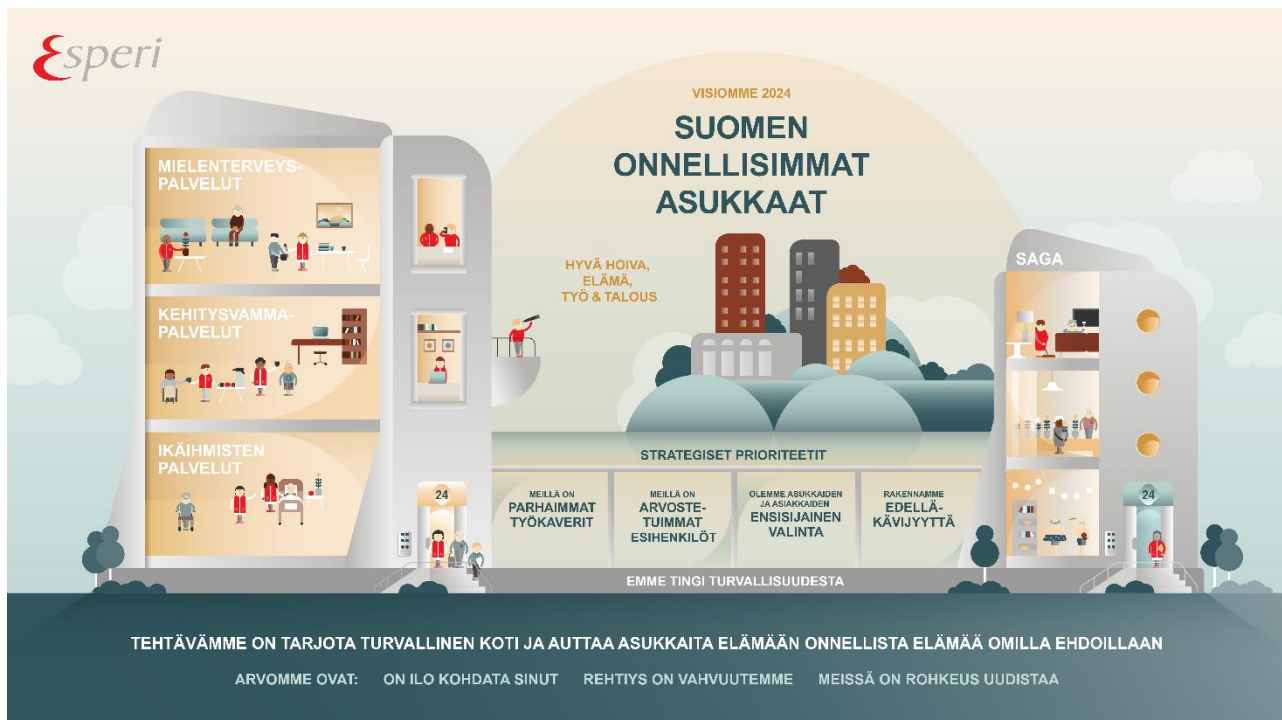 Esperi
VISIOMME 2024
SUOMEN
ONNELLISIMMAT
ASUKKAAT
HYVÄ HOIVA,
ELÄMÄ,
TYÖ & TALOUS
MIELENTERVEYS-
PALVELUT
KEHITYSVAMMA-
PALVELUT
IKÄIHMISTEN
PALVELUT
24
SAGA
24
STRATEGISET PRIORITEETIT
MEILLÄ ON
PARHAIMMAT
TYÖKAVERIT
MEILLÄ ON
ARVOSTE-
TUIMMAT
ESIHENKILÖT
OLEMME ASUKKAIDEN
JA ASIAKKAIDEN
ENSISIJAINEN
VALINTA
RAKENNAMME
EDELLÄ-
KÄVIJYYTTÄ
EMME TINGI TURVALLISUUDESTA
TEHTÄVÄMME ON TARJOTA TURVALLINEN KOTI JA AUTTAA ASUKKAITA ELÄMÄÄN ONNELLISTA ELÄMÄÄ OMILLA EHDOILLAAN
ARVOMME OVAT: ON ILO KOHDATA SINUT REHTIYS ON VAHVUUTEMME MEISSÄ ON ROHKEUS UUDISTAA